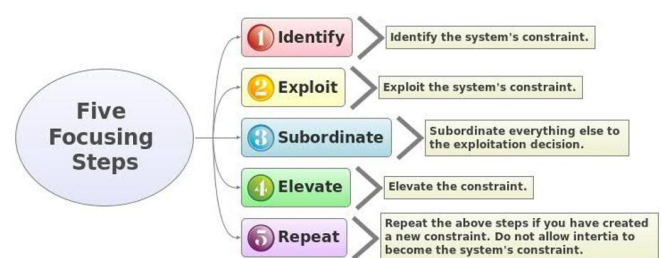 Five
Focusing
Steps
1 Identify
Identify the system's constraint.
2 Exploit
Exploit the system's constraint.
3 Subordinate
Subordinate everything else to
the exploitation decision.
4 Elevate
Elevate the constraint.
5 Repeat
Repeat the above steps if you have created
a new constraint. Do not allow intertia to
become the system's constraint.